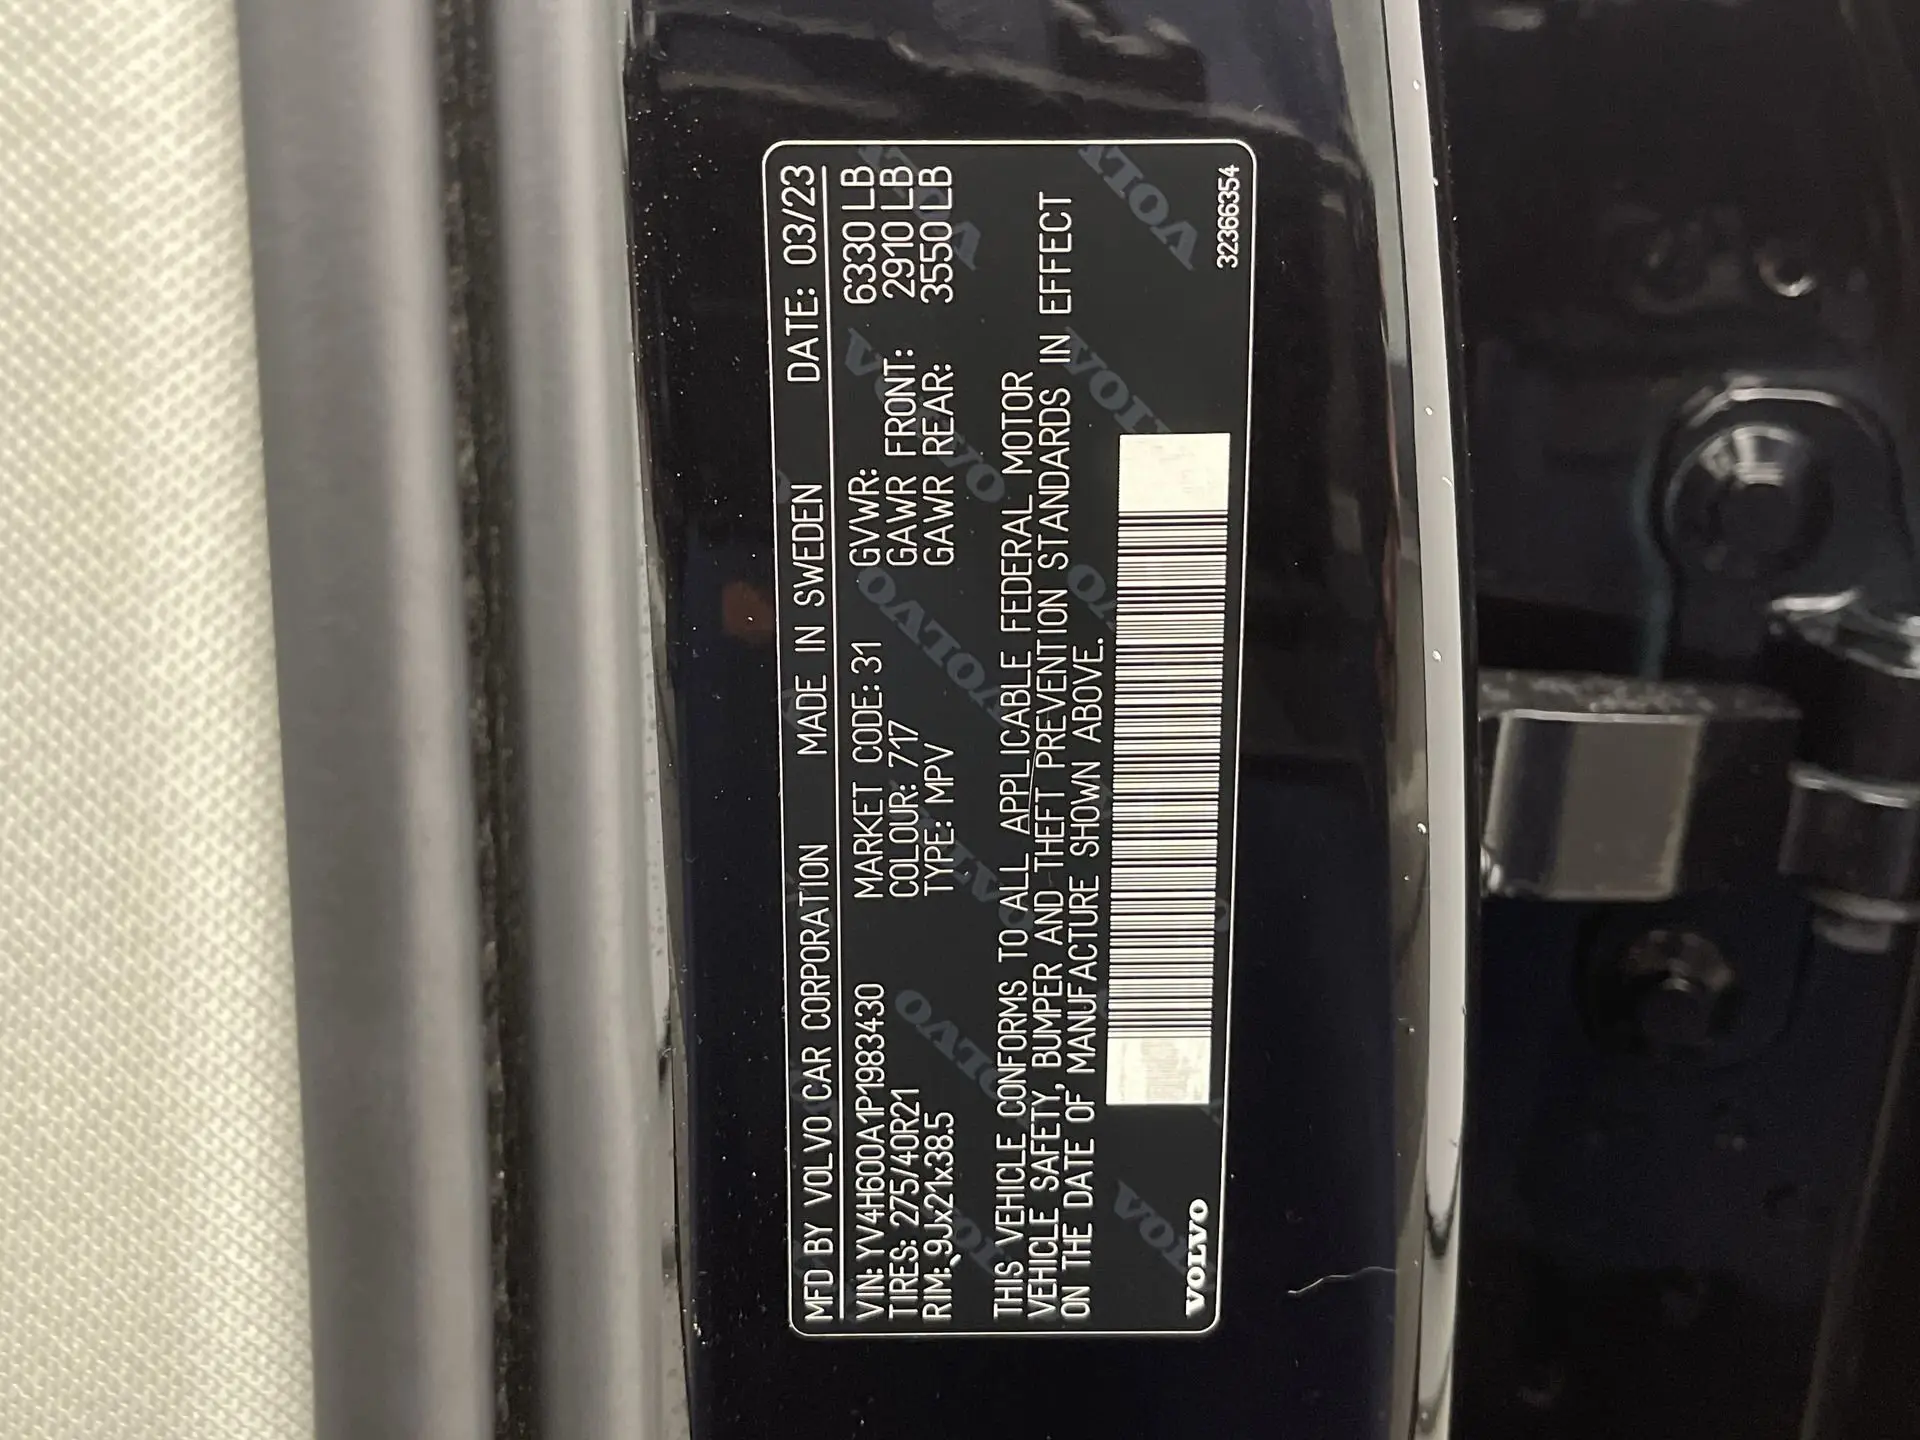 MFD BY VOLVO CAR CORPORATION MADE IN SWEDEN DATE: 03/23
VIN: YV4H600A1P1983430 MARKET CODE: 31 GVWR: 6330 LB
TIRES: 275/40R21 COLOUR: 717 GAWR FRONT: 2910 LB
RIM: 9Jx21x38.5 TYPE: MPV GAWR REAR: 3550 LB
THIS VEHICLE CONFORMS TO ALL APPLICABLE FEDERAL MOTOR
VEHICLE SAFETY, BUMPER AND THEFT PREVENTION STANDARDS IN EFFECT
ON THE DATE OF MANUFACTURE SHOWN ABOVE.
VOLVO 32366354